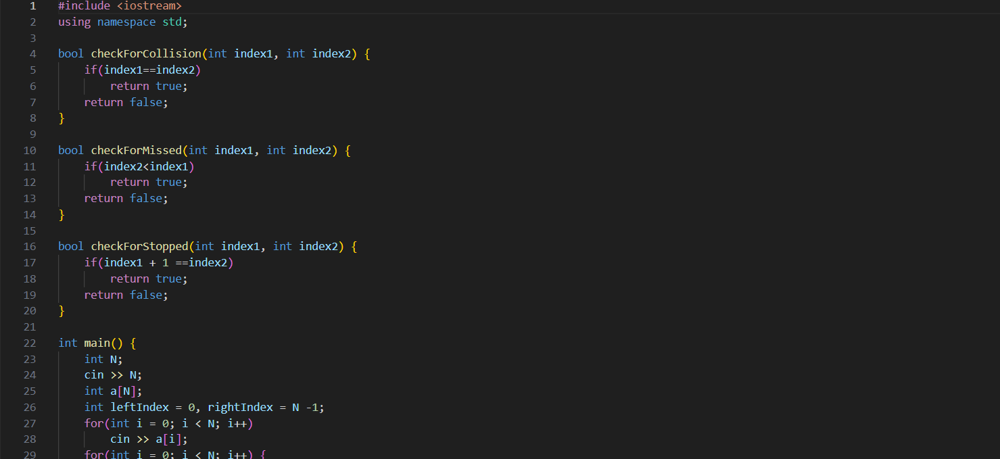 1 #include <iostream>
2 using namespace std;
3
4 bool checkForCollision(int index1, int index2) {
5     if(index1==index2)
6         return true;
7     return false;
8 }
9
10 bool checkForMissed(int index1, int index2) {
11     if(index2<index1)
12         return true;
13     return false;
14 }
15
16 bool checkForStopped(int index1, int index2) {
17     if(index1 + 1 ==index2)
18         return true;
19     return false;
20 }
21
22 int main() {
23     int N;
24     cin >> N;
25     int a[N];
26     int leftIndex = 0, rightIndex = N -1;
27     for(int i = 0; i < N; i++)
28         cin >> a[i];
29     for(int i = 0; i < N; i++) {